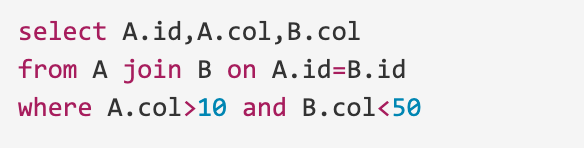 select A.id,A.col,B.col
from A join B on A.id=B.id
where A.col>10 and B.col<50